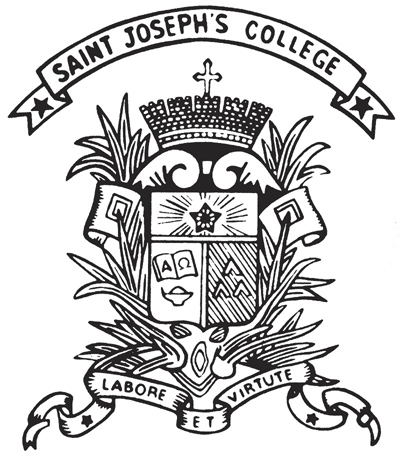 SAINT JOSEPH'S COLLEGE
A Ω
LABORE ET VIRTUTE